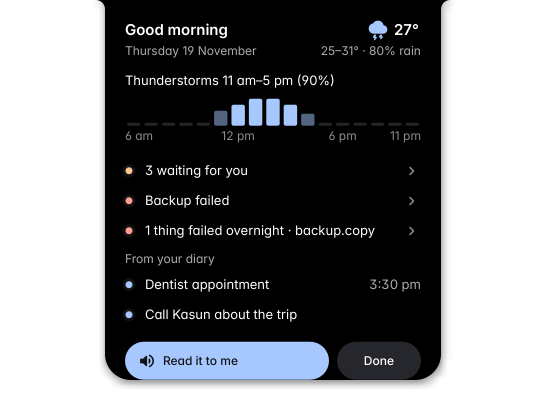 Good morning
27°
Thursday 19 November
25–31° · 80% rain
Thunderstorms 11 am–5 pm (90%)
6 am 12 pm 6 pm 11 pm
3 waiting for you
Backup failed
1 thing failed overnight · backup.copy
From your diary
Dentist appointment 3:30 pm
Call Kasun about the trip
Read it to me Done